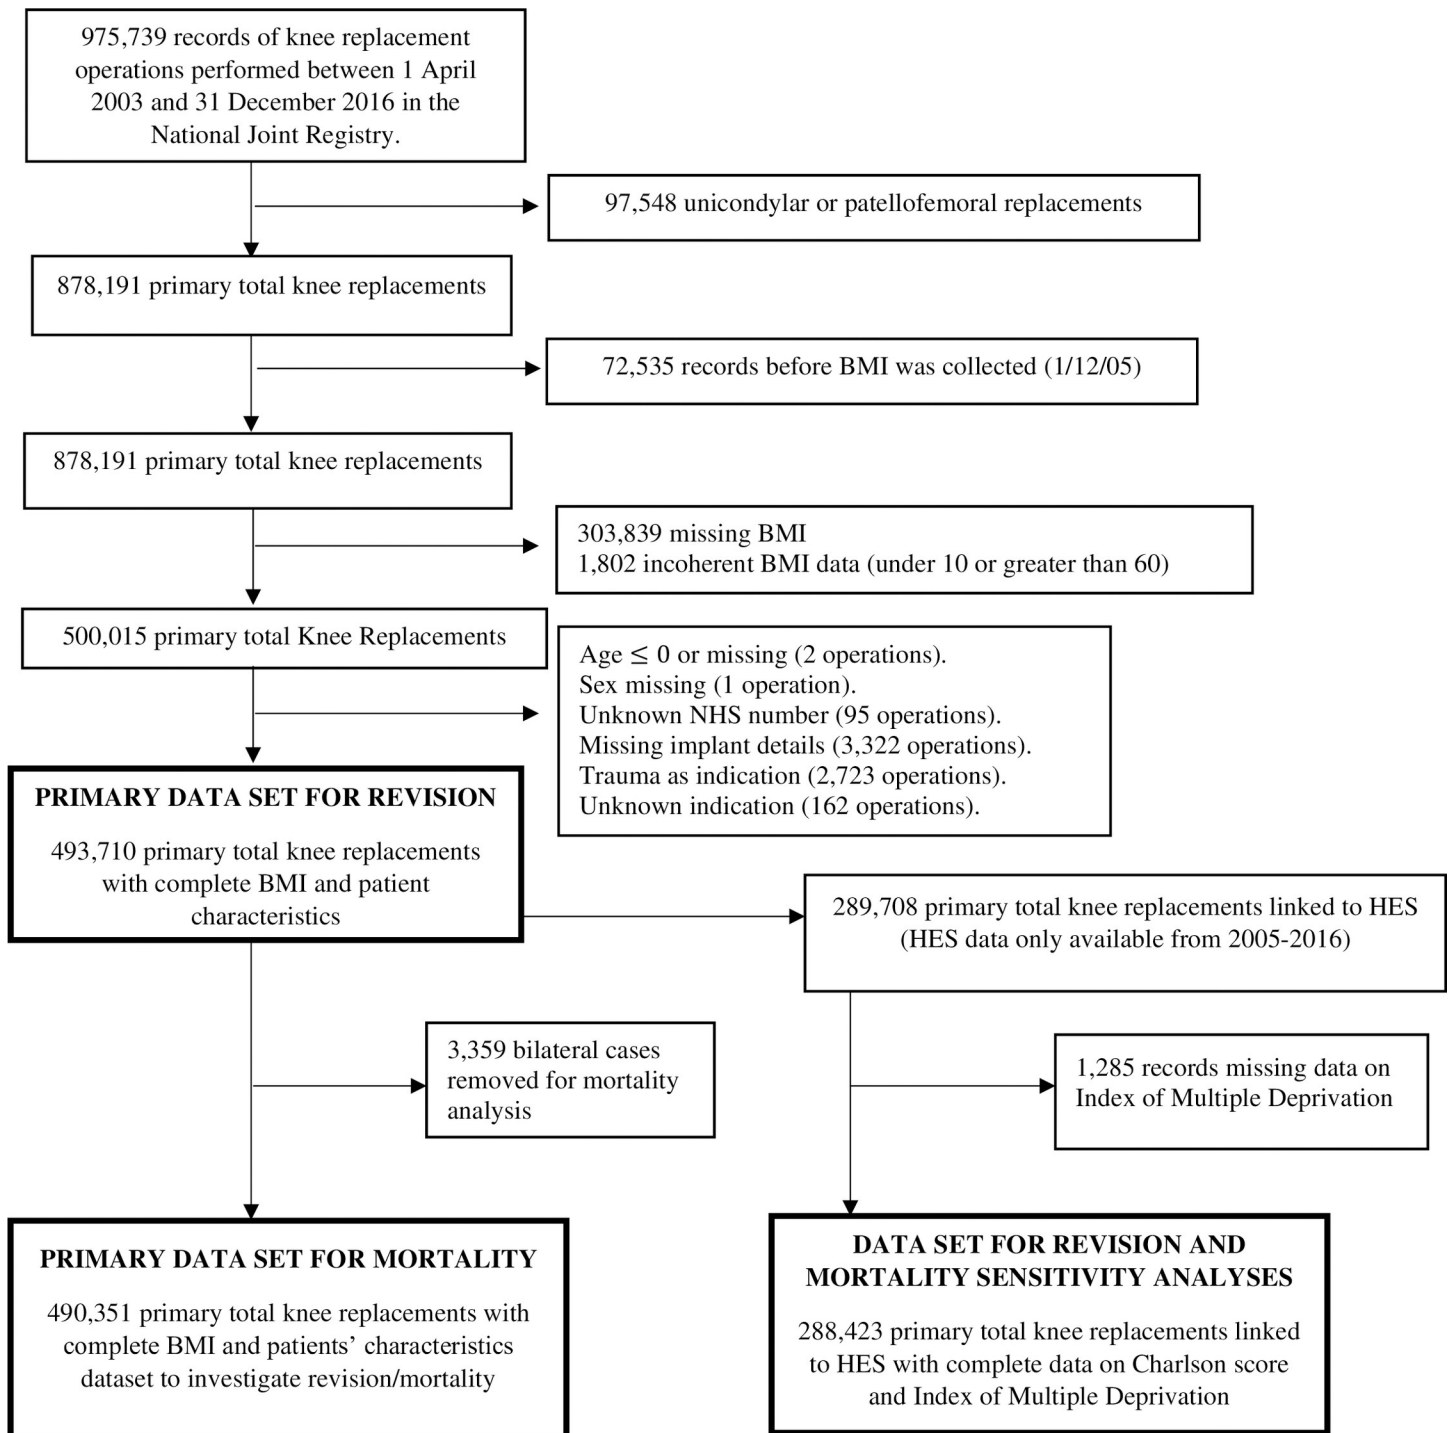 975,739 records of knee replacement
operations performed between 1 April
2003 and 31 December 2016 in the
National Joint Registry.
97,548 unicondylar or patellofemoral replacements
878,191 primary total knee replacements
72,535 records before BMI was collected (1/12/05)
878,191 primary total knee replacements
303,839 missing BMI
1,802 incoherent BMI data (under 10 or greater than 60)
500,015 primary total Knee Replacements
Age ≤ 0 or missing (2 operations).
Sex missing (1 operation).
Unknown NHS number (95 operations).
Missing implant details (3,322 operations).
Trauma as indication (2,723 operations).
Unknown indication (162 operations).
PRIMARY DATA SET FOR REVISION
493,710 primary total knee replacements
with complete BMI and patient
characteristics
289,708 primary total knee replacements linked to HES
(HES data only available from 2005-2016)
3,359 bilateral cases
removed for mortality
analysis
1,285 records missing data on
Index of Multiple Deprivation
PRIMARY DATA SET FOR MORTALITY
490,351 primary total knee replacements with
complete BMI and patients’ characteristics
dataset to investigate revision/mortality
DATA SET FOR REVISION AND
MORTALITY SENSITIVITY ANALYSES
288,423 primary total knee replacements linked
to HES with complete data on Charlson score
and Index of Multiple Deprivation